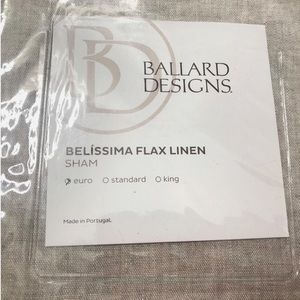 BD
BALLARD
DESIGNS.
BELÍSSIMA FLAX LINEN
SHAM
euro standard king
Made in Portugal.